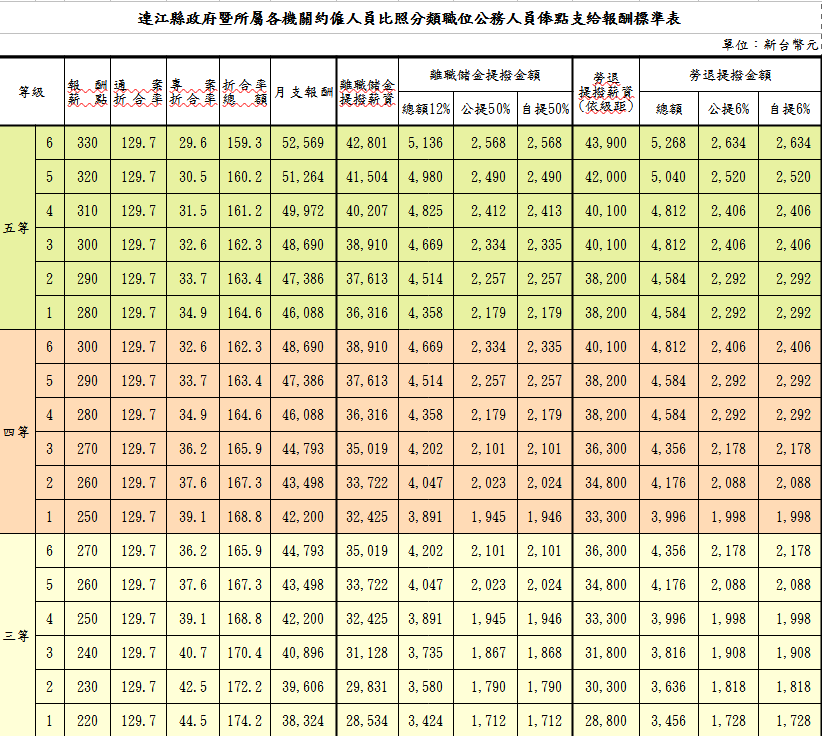 連江縣政府暨所屬各機關約僱人員比照分類職位公務人員俸點支給報酬標準表
單位：新台幣元
等級 報酬薪點 通案折合率 專案折合率 折合率總額 月支報酬 離職儲金提撥薪資 離職儲金提撥金額 勞退提撥薪資(依級距) 勞退提撥金額
總額12% 公提50% 自提50% 總額 公提6% 自提6%
五等
6 330 129.7 29.6 159.3 52,569 42,801 5,136 2,568 2,568 43,900 5,268 2,634 2,634
5 320 129.7 30.5 160.2 51,264 41,504 4,980 2,490 2,490 42,000 5,040 2,520 2,520
4 310 129.7 31.5 161.2 49,972 40,207 4,825 2,412 2,413 40,100 4,812 2,406 2,406
3 300 129.7 32.6 162.3 48,690 38,910 4,669 2,334 2,335 40,100 4,812 2,406 2,406
2 290 129.7 33.7 163.4 47,386 37,613 4,514 2,257 2,257 38,200 4,584 2,292 2,292
1 280 129.7 34.9 164.6 46,088 36,316 4,358 2,179 2,179 38,200 4,584 2,292 2,292
四等
6 300 129.7 32.6 162.3 48,690 38,910 4,669 2,334 2,335 40,100 4,812 2,406 2,406
5 290 129.7 33.7 163.4 47,386 37,613 4,514 2,257 2,257 38,200 4,584 2,292 2,292
4 280 129.7 34.9 164.6 46,088 36,316 4,358 2,179 2,179 38,200 4,584 2,292 2,292
3 270 129.7 36.2 165.9 44,793 35,019 4,202 2,101 2,101 36,300 4,356 2,178 2,178
2 260 129.7 37.6 167.3 43,498 33,722 4,047 2,023 2,024 34,800 4,176 2,088 2,088
1 250 129.7 39.1 168.8 42,200 32,425 3,891 1,945 1,946 33,300 3,996 1,998 1,998
三等
6 270 129.7 36.2 165.9 44,793 35,019 4,202 2,101 2,101 36,300 4,356 2,178 2,178
5 260 129.7 37.6 167.3 43,498 33,722 4,047 2,023 2,024 34,800 4,176 2,088 2,088
4 250 129.7 39.1 168.8 42,200 32,425 3,891 1,945 1,946 33,300 3,996 1,998 1,998
3 240 129.7 40.7 170.4 40,896 31,128 3,735 1,867 1,868 31,800 3,816 1,908 1,908
2 230 129.7 42.5 172.2 39,606 29,831 3,580 1,790 1,790 30,300 3,636 1,818 1,818
1 220 129.7 44.5 174.2 38,324 28,534 3,424 1,712 1,712 28,800 3,456 1,728 1,728